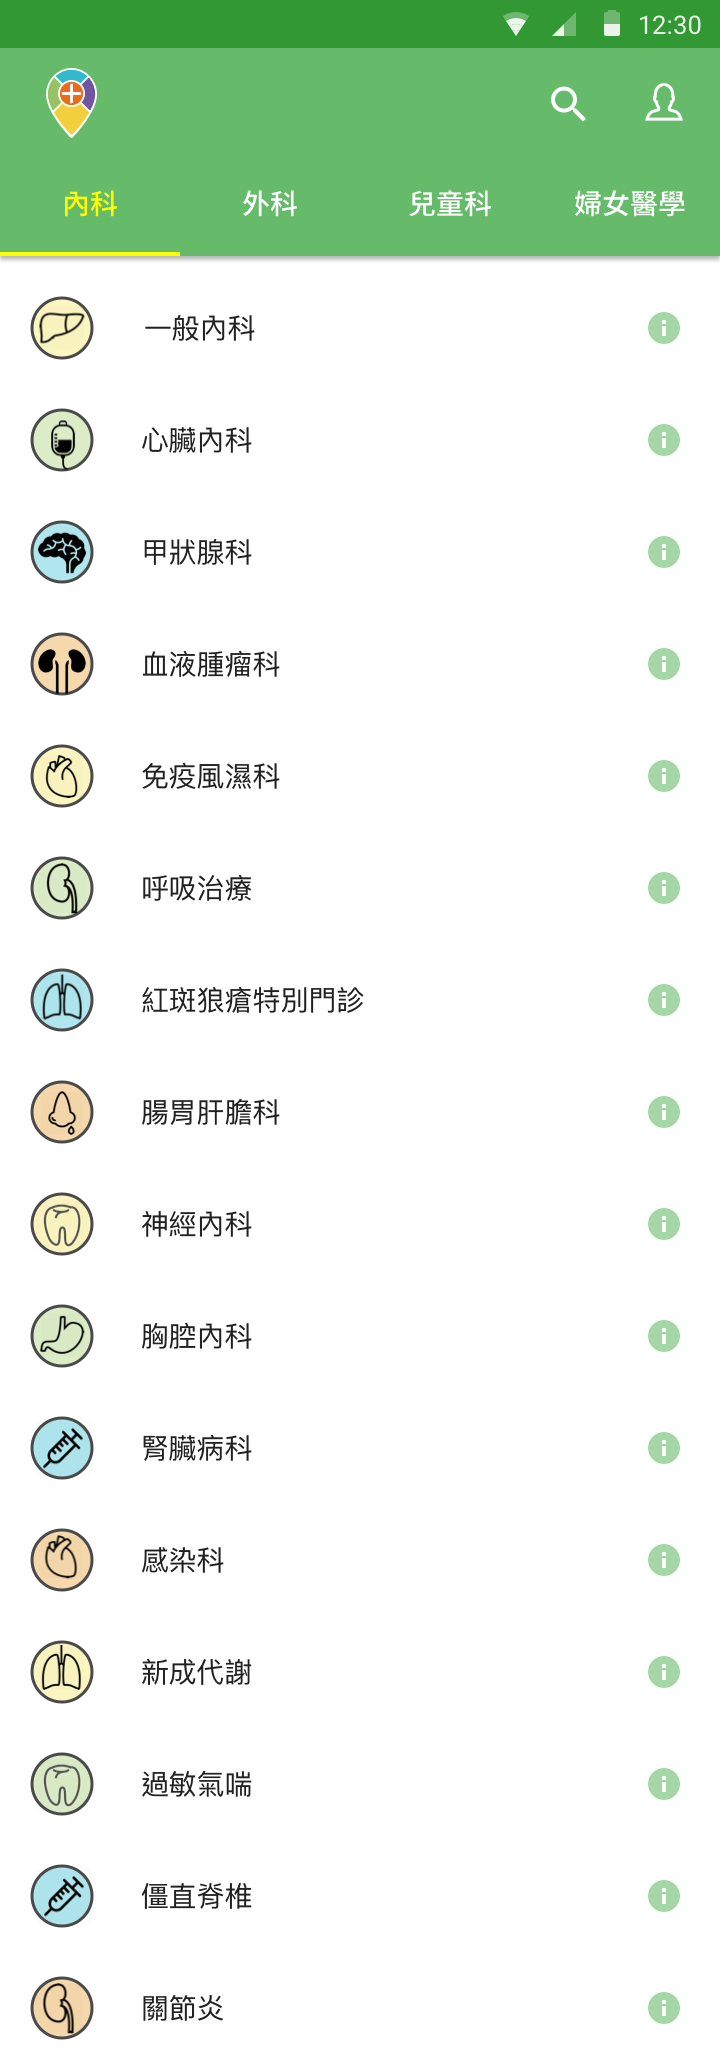 12:30
內科
外科
兒童科
婦女醫學
一般內科
心臟內科
甲狀腺科
血液腫瘤科
免疫風濕科
呼吸治療
紅斑狼瘡特別門診
腸胃肝膽科
神經內科
胸腔內科
腎臟病科
感染科
新成代謝
過敏氣喘
僵直脊椎
關節炎